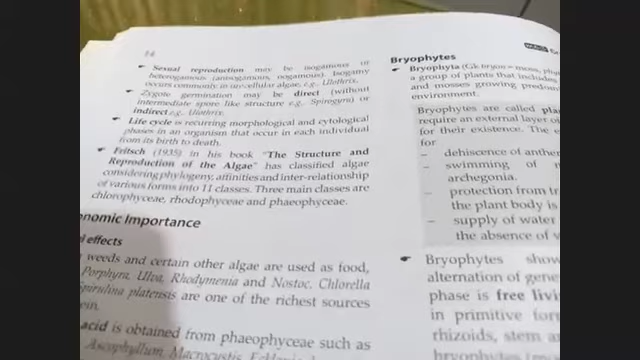 14
Sexual reproduction may be isogamous or
heterogamous (anisogamous, oogamous). Isogamy
occurs commonly in unicellular algae, e.g., Ulothrix.
Zygote germination may be direct (without
intermediate spore like structure e.g. Spirogyra) or
indirect e.g., Ulothrix.
Life cycle is recurring morphological and cytological
phases in an organism that occur in each individual
from its birth to death.
Fritsch (1935) in his book "The Structure and
Reproduction of the Algae" has classified algae
considering phylogeny, affinities and inter-relationship
of various forms into 11 classes. Three main classes are
chlorophyceae, rhodophyceae and phaeophyceae.
nomic Importance
effects
weeds and certain other algae are used as food,
Porphyra, Ulva, Rhodymenia and Nostoc, Chlorella
Spirulina platensis are one of the richest sources
ein.
acid is obtained from phaeophyceae such as
Ascophyllum, Macrocystis,
Bryophytes
Bryophyta (Gk bryon = moss,
a group of plants that includes
and mosses growing
environment.
Bryophytes are called
require an external layer of
for their existence. The
for
– dehiscence of
– swimming of
archegonia.
– protection from
the plant body is
– supply of water
the absence of
Bryophytes show
alternation of
phase is free
in primitive
rhizoids, stem
bryophytes